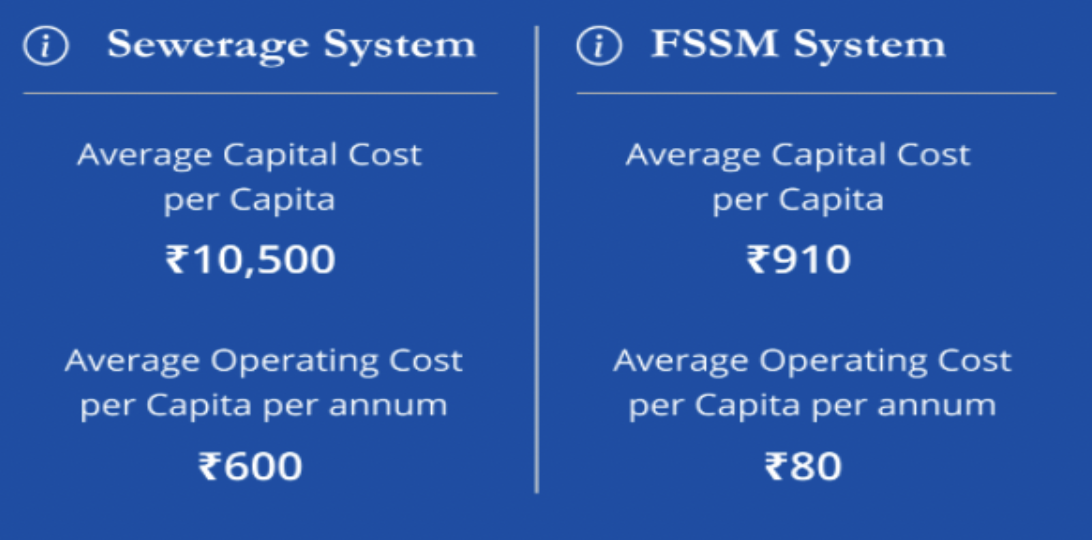 Sewerage System
Average Capital Cost
per Capita
₹10,500
Average Operating Cost
per Capita per annum
₹600
FSSM System
Average Capital Cost
per Capita
₹910
Average Operating Cost
per Capita per annum
₹80